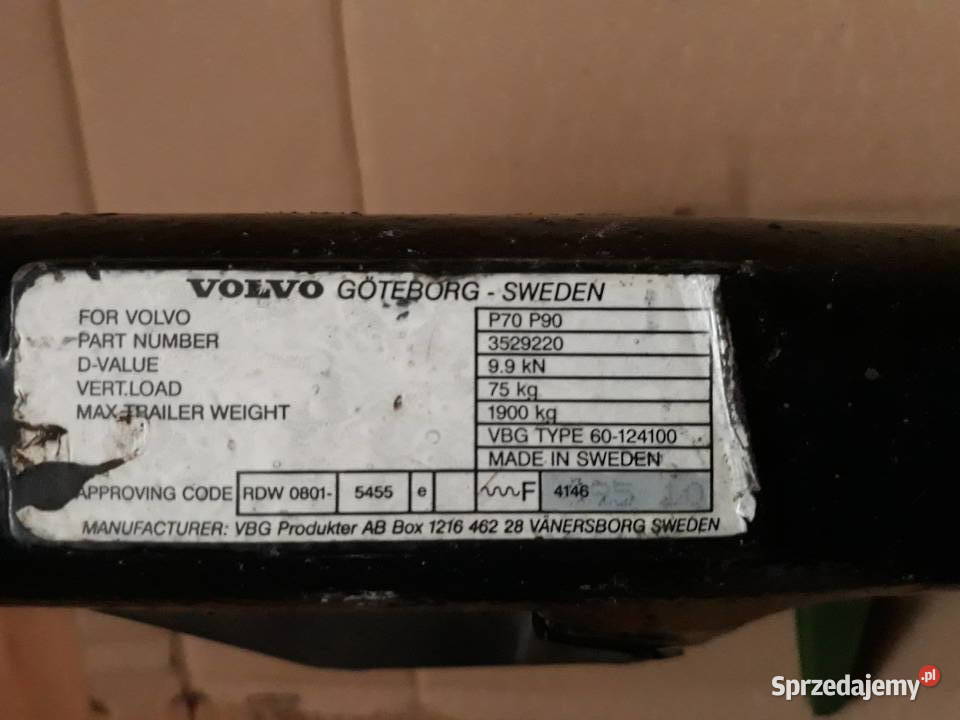 VOLVO GÖTEBORG - SWEDEN
FOR VOLVO P70 P90
PART NUMBER 3529220
D-VALUE 9.9 kN
VERT.LOAD 75 kg
MAX.TRAILER WEIGHT 1900 kg
VBG TYPE 60-124100
MADE IN SWEDEN
APPROVING CODE RDW 0801- 5455 e F 4146
MANUFACTURER: VBG Produkter AB Box 1216 462 28 VÄNERSBORG SWEDEN
Sprzedajemy.pl